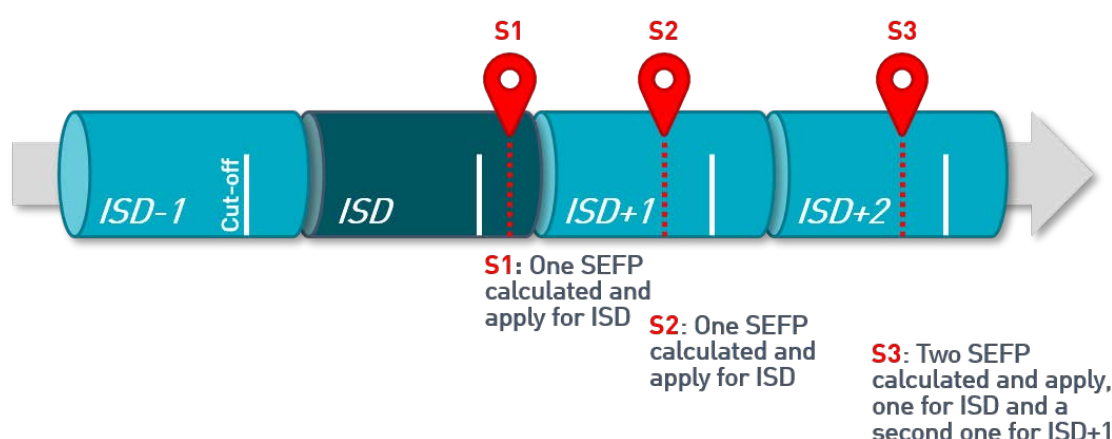 S1
S2
S3
ISD-1
Cut-off
ISD
ISD+1
ISD+2
S1: One SEFP
calculated and
apply for ISD
S2: One SEFP
calculated and
apply for ISD
S3: Two SEFP
calculated and apply,
one for ISD and a
second one for ISD+1